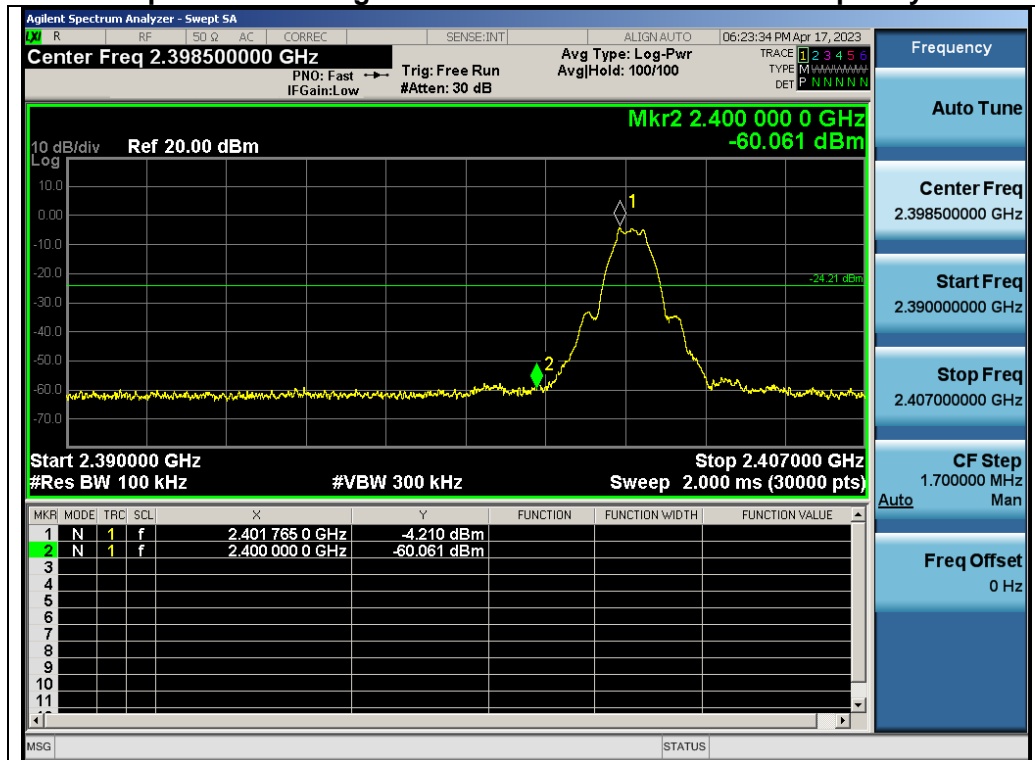 Agilent Spectrum Analyzer - Swept SA
LXI R RF 50 Ω AC CORREC SENSE:INT ALIGN AUTO 06:23:34 PM Apr 17, 2023
Center Freq 2.398500000 GHz
PNO: Fast
IFGain:Low
Trig: Free Run
#Atten: 30 dB
Avg Type: Log-Pwr
Avg|Hold: 100/100
TRACE 1 2 3 4 5 6
TYPE M
DET P N N N N N
Mkr2 2.400 000 0 GHz
-60.061 dBm
10 dB/div Ref 20.00 dBm
Log
10.0
0.00
-10.0
-20.0
-30.0
-40.0
-50.0
-60.0
-70.0
1
-24.21 dBm
2
Start 2.390000 GHz Stop 2.407000 GHz
#Res BW 100 kHz #VBW 300 kHz Sweep 2.000 ms (30000 pts)
MKR MODE TRC SCL X Y FUNCTION FUNCTION WIDTH FUNCTION VALUE
1 N 1 f 2.401 765 0 GHz -4.210 dBm
2 N 1 f 2.400 000 0 GHz -60.061 dBm
3
4
5
6
7
8
9
10
11
MSG STATUS
Frequency
Auto Tune
Center Freq
2.398500000 GHz
Start Freq
2.390000000 GHz
Stop Freq
2.407000000 GHz
CF Step
1.700000 MHz
Auto Man
Freq Offset
0 Hz